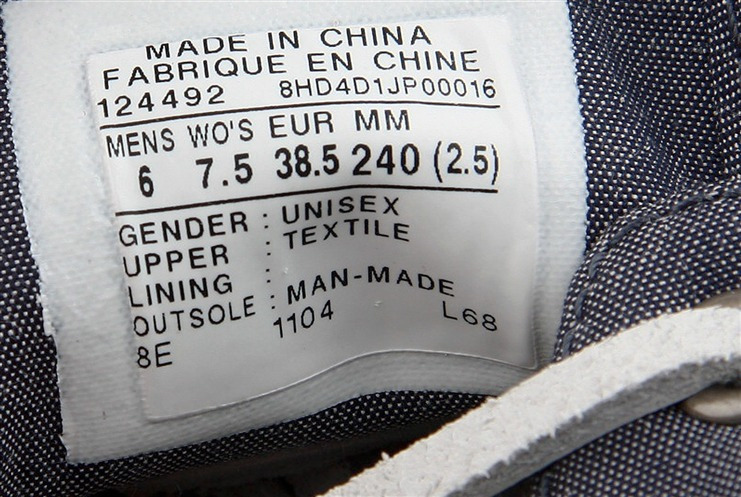 MADE IN CHINA
FABRIQUE EN CHINE
124492 8HD4D1JP00016
MENS WO'S EUR MM
6 7.5 38.5 240 (2.5)
GENDER : UNISEX
UPPER : TEXTILE
LINING :
OUTSOLE : MAN-MADE
8E 1104 L68